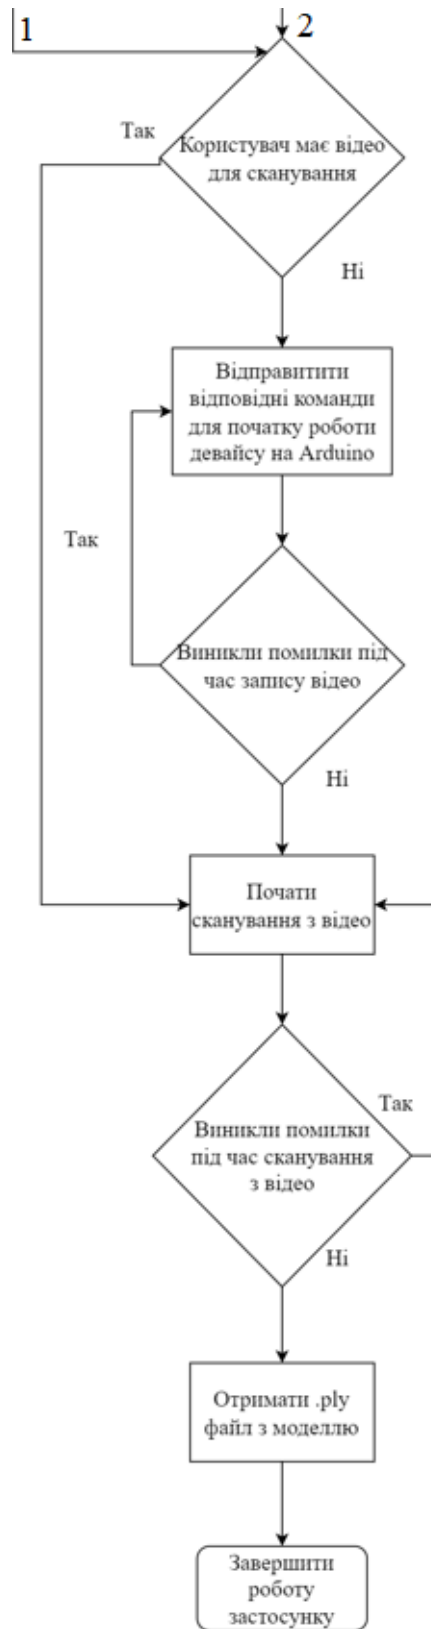 1
2
Так
Користувач має відео
для сканування
Ні
Відправитити
відповідні команди
для початку роботи
девайсу на Arduino
Так
Виникли помилки під
час запису відео
Ні
Почати
сканування з відео
Так
Виникли помилки
під час сканування
з відео
Ні
Отримати .ply
файл з моделлю
Завершити
роботу
застосунку